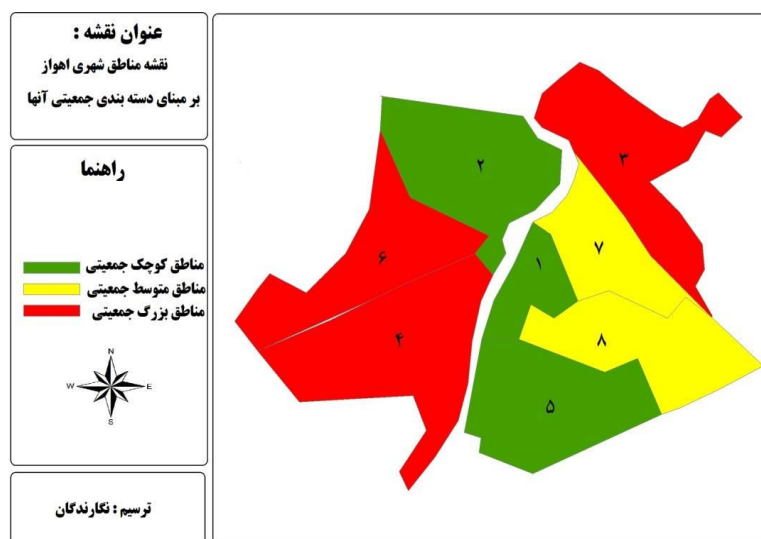 عنوان نقشه :
نقشه مناطق شهری اهواز
بر مبنای دسته بندی جمعیتی آنها
راهنما
مناطق کوچک جمعیتی
مناطق متوسط جمعیتی
مناطق بزرگ جمعیتی
N
W E
S
ترسیم : نگارندگان
۲
۳
۱
۷
۶
۴
۸
۵